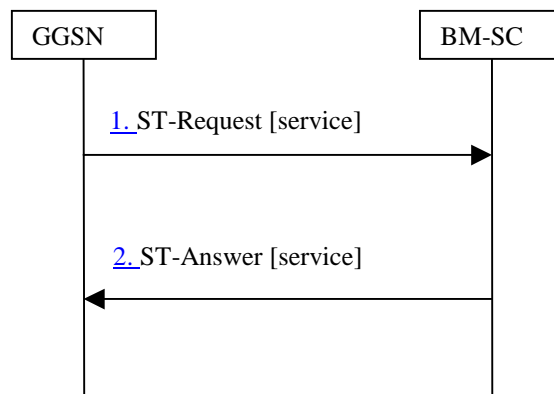 GGSN
BM-SC
1. ST-Request [service]
2. ST-Answer [service]